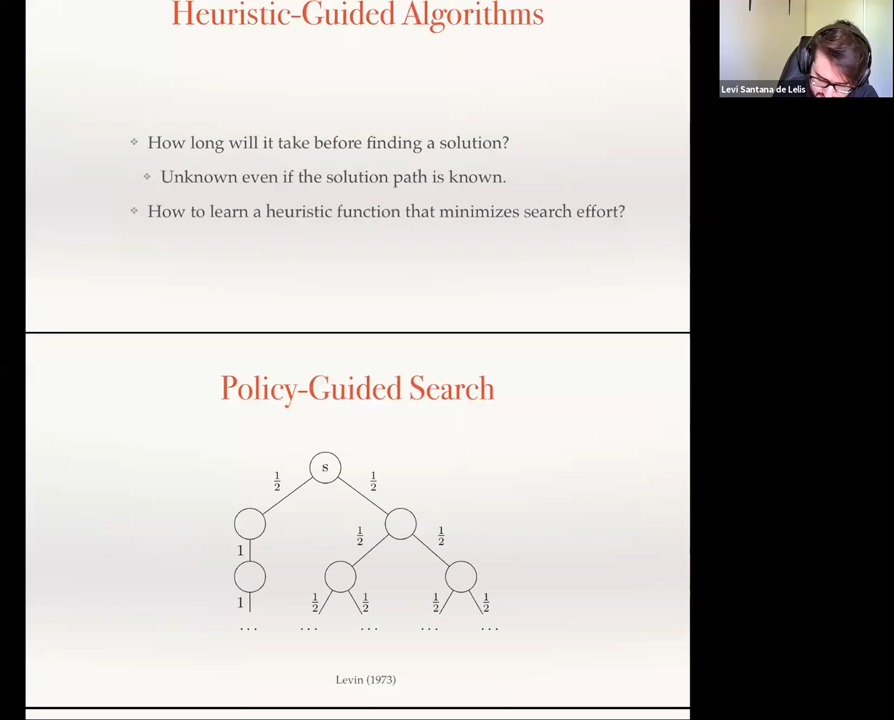 Heuristic-Guided Algorithms
Levi Santana de Lelis
❖ How long will it take before finding a solution?
❖ Unknown even if the solution path is known.
❖ How to learn a heuristic function that minimizes search effort?
Policy-Guided Search
s
1/2 1/2
1 1/2 1/2
1 1/2 1/2 1/2 1/2
... ... ... ... ...
Levin (1973)